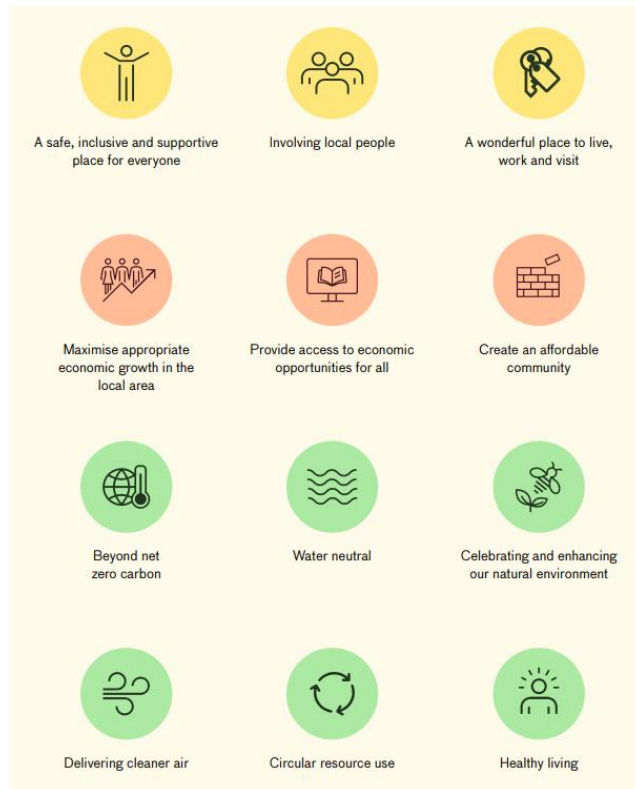 A safe, inclusive and supportive
place for everyone
Involving local people
A wonderful place to live,
work and visit
Maximise appropriate
economic growth in the
local area
Provide access to economic
opportunities for all
Create an affordable
community
Beyond net
zero carbon
Water neutral
Celebrating and enhancing
our natural environment
Delivering cleaner air
Circular resource use
Healthy living